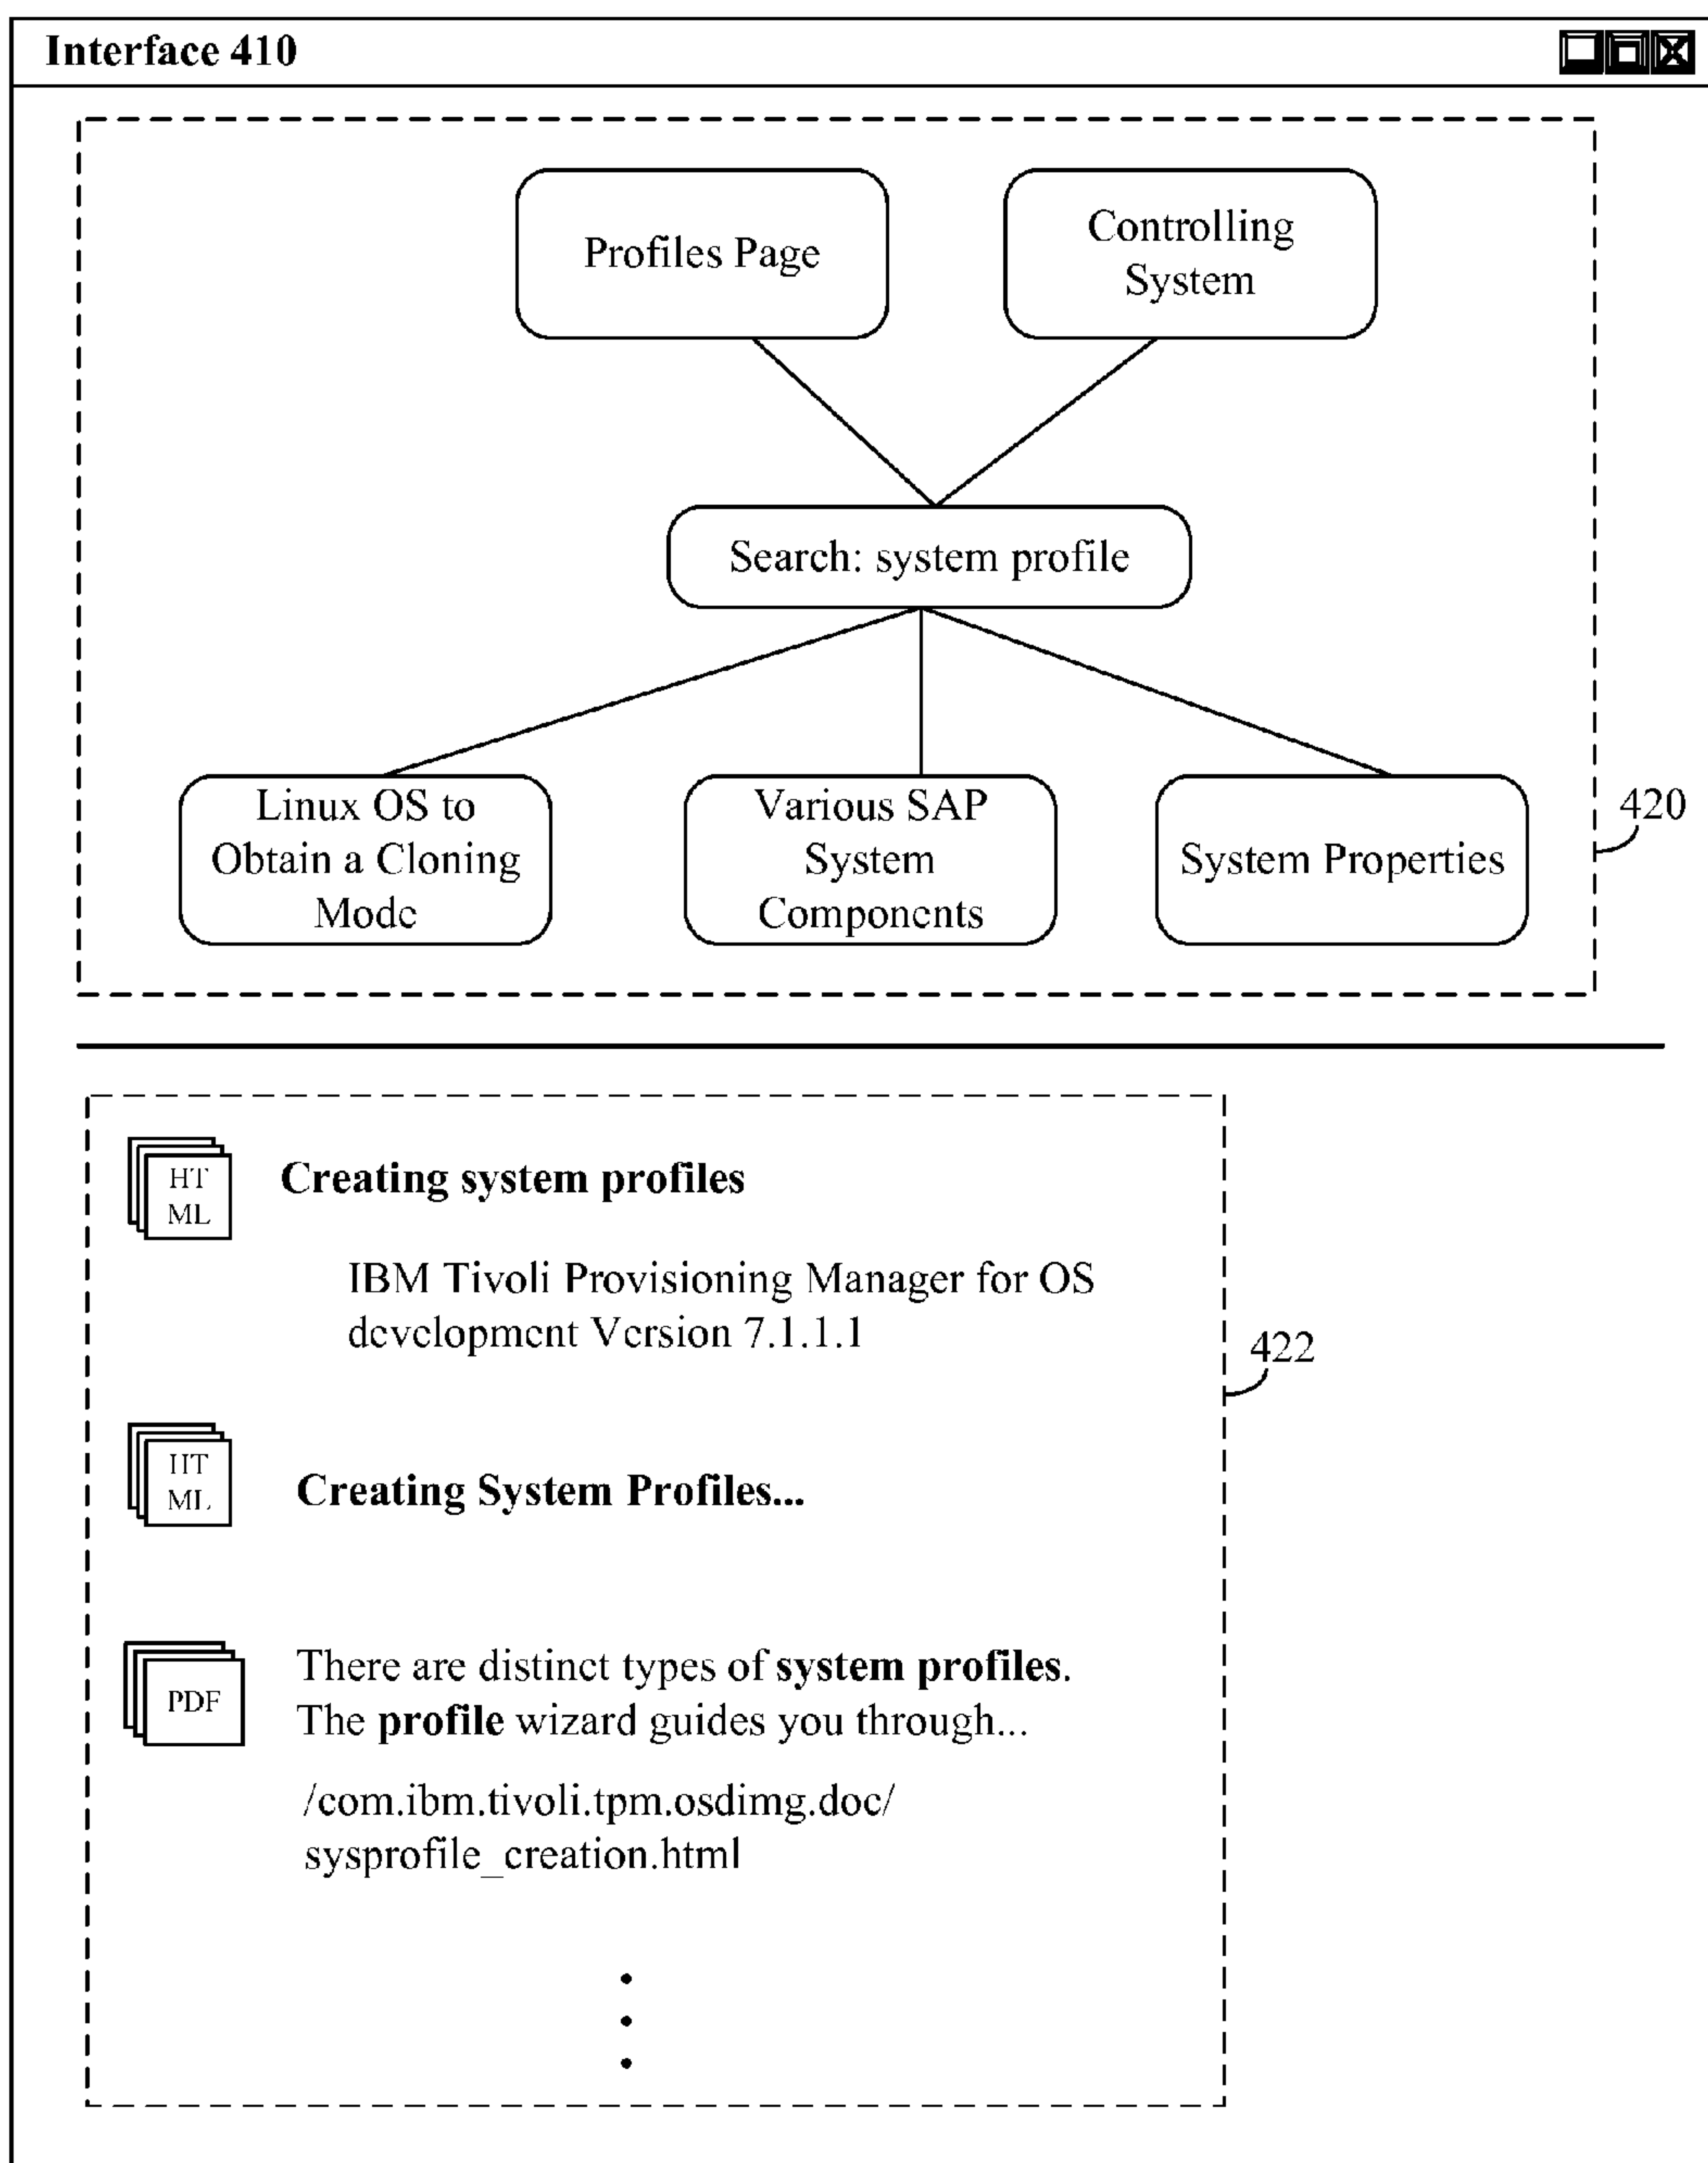 Interface 410
Profiles Page
Controlling
System
Search: system profile
Linux OS to
Obtain a Cloning
Mode
Various SAP
System
Components
System Properties
420
HT
ML
Creating system profiles
IBM Tivoli Provisioning Manager for OS
development Version 7.1.1.1
422
HT
ML
Creating System Profiles...
PDF
There are distinct types of system profiles.
The profile wizard guides you through...
/com.ibm.tivoli.tpm.osdimg.doc/
sysprofile_creation.html